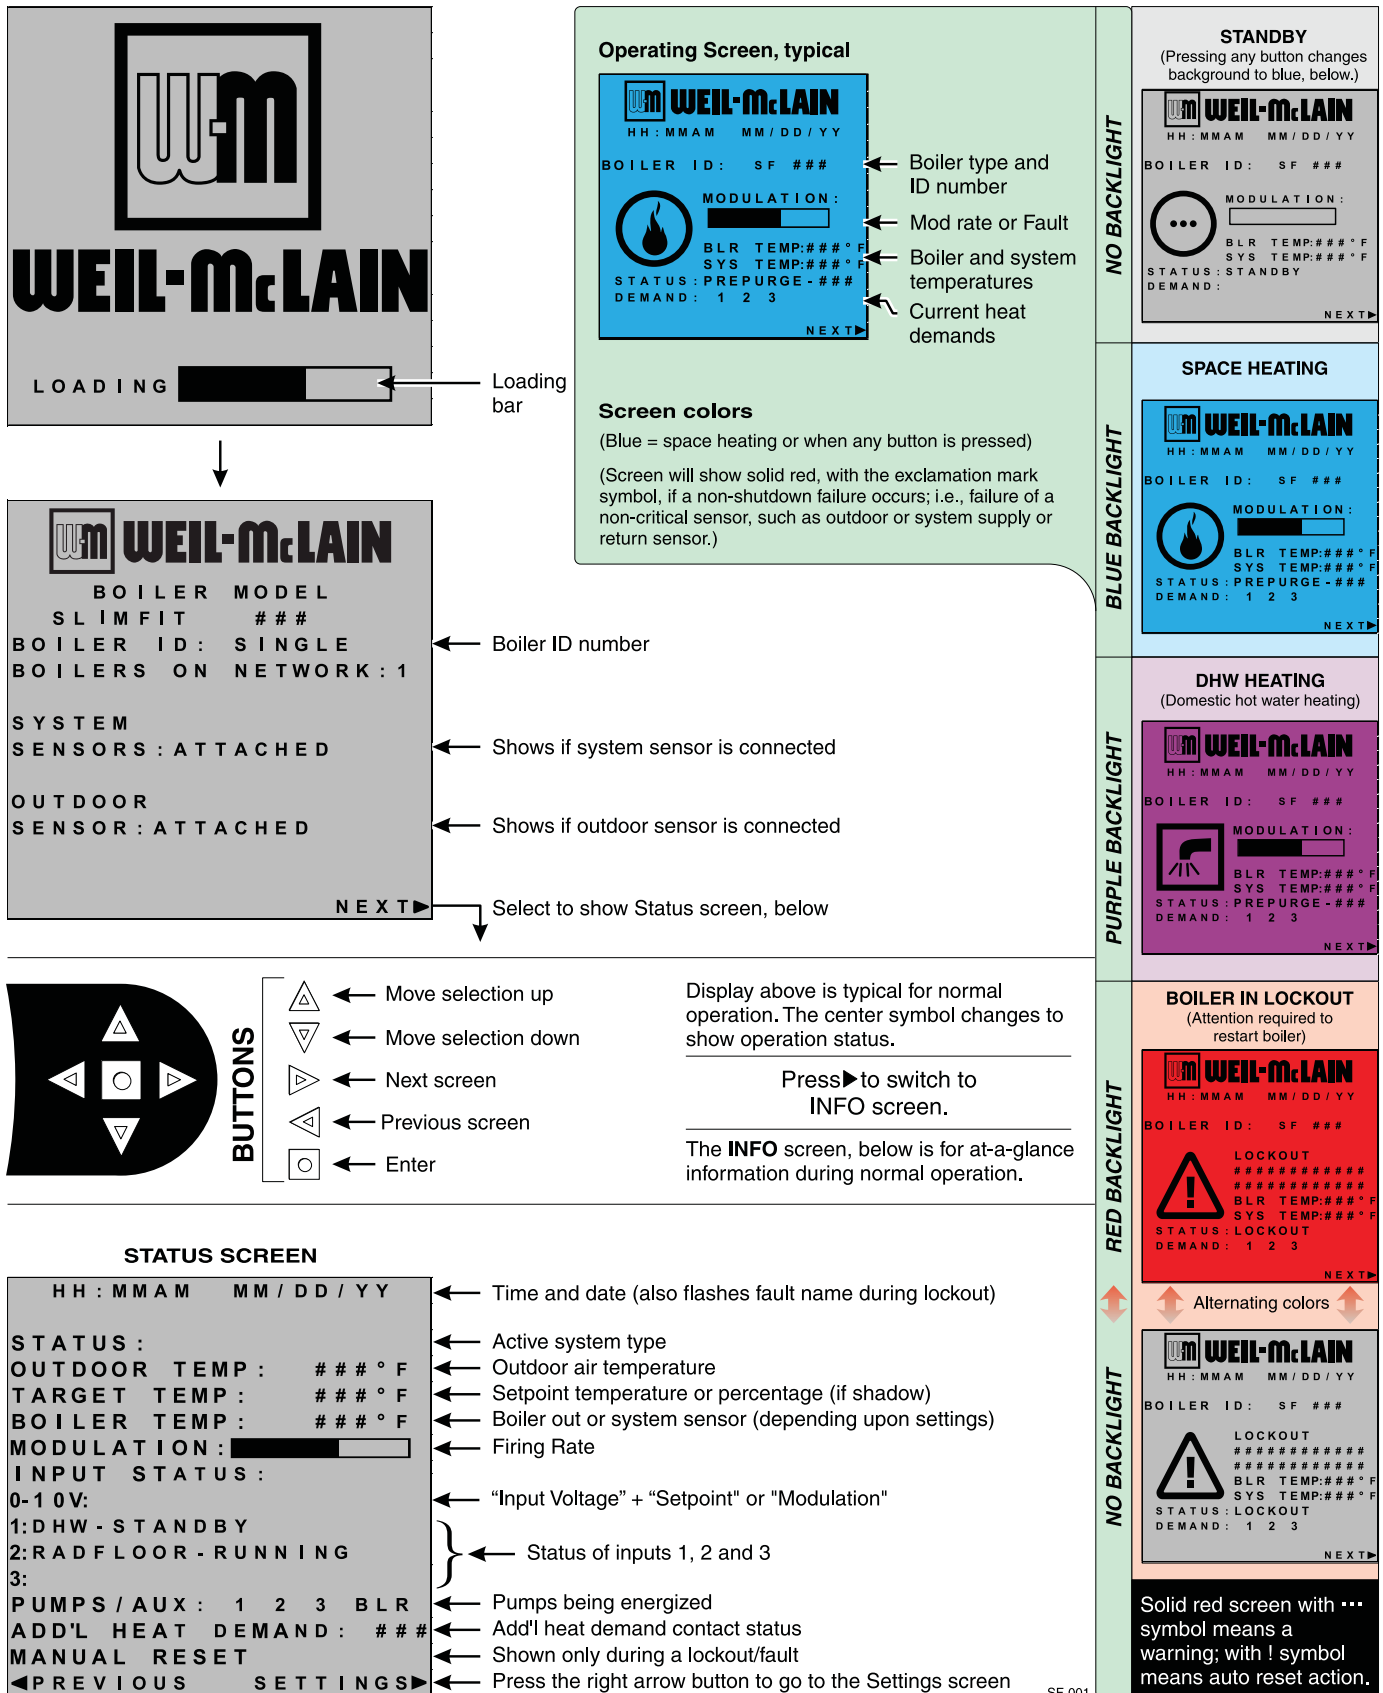 WM
WEIL-McLAIN
LOADING
Loading
bar
WM WEIL-McLAIN
BOILER MODEL
SLIMFIT ###
BOILER ID: SINGLE
BOILERS ON NETWORK:1
SYSTEM
SENSORS:ATTACHED
OUTDOOR
SENSOR:ATTACHED
NEXT▶
Boiler ID number
Shows if system sensor is connected
Shows if outdoor sensor is connected
Select to show Status screen, below
Operating Screen, typical
WM WEIL-McLAIN
HH:MMAM MM/DD/YY
BOILER ID: SF ###
MODULATION:
BLR TEMP:###°F
SYS TEMP:###°F
STATUS:PREPURGE-###
DEMAND: 1 2 3
NEXT▶
Boiler type and
ID number
Mod rate or Fault
Boiler and system
temperatures
Current heat
demands
Screen colors
(Blue = space heating or when any button is pressed)
(Screen will show solid red, with the exclamation mark
symbol, if a non-shutdown failure occurs; i.e., failure of a
non-critical sensor, such as outdoor or system supply or
return sensor.)
BUTTONS
Move selection up
Move selection down
Next screen
Previous screen
Enter
Display above is typical for normal
operation. The center symbol changes to
show operation status.
Press▶to switch to
INFO screen.
The INFO screen, below is for at-a-glance
information during normal operation.
STATUS SCREEN
HH:MMAM MM/DD/YY
STATUS:
OUTDOOR TEMP: ###°F
TARGET TEMP: ###°F
BOILER TEMP: ###°F
MODULATION:
INPUT STATUS:
0-10V:
1:DHW-STANDBY
2:RADFLOOR-RUNNING
3:
PUMPS/AUX: 1 2 3 BLR
ADD'L HEAT DEMAND: ###
MANUAL RESET
◀PREVIOUS SETTINGS▶
Time and date (also flashes fault name during lockout)
Active system type
Outdoor air temperature
Setpoint temperature or percentage (if shadow)
Boiler out or system sensor (depending upon settings)
Firing Rate
“Input Voltage” + “Setpoint" or "Modulation"
Status of inputs 1, 2 and 3
Pumps being energized
Add'l heat demand contact status
Shown only during a lockout/fault
Press the right arrow button to go to the Settings screen
SF-001
NO BACKLIGHT
STANDBY
(Pressing any button changes
background to blue, below.)
WM WEIL-McLAIN
HH:MMAM MM/DD/YY
BOILER ID: SF ###
MODULATION:
BLR TEMP:###°F
SYS TEMP:###°F
STATUS:STANDBY
DEMAND:
NEXT▶
BLUE BACKLIGHT
SPACE HEATING
WM WEIL-McLAIN
HH:MMAM MM/DD/YY
BOILER ID: SF ###
MODULATION:
BLR TEMP:###°F
SYS TEMP:###°F
STATUS:PREPURGE-###
DEMAND: 1 2 3
NEXT▶
PURPLE BACKLIGHT
DHW HEATING
(Domestic hot water heating)
WM WEIL-McLAIN
HH:MMAM MM/DD/YY
BOILER ID: SF ###
MODULATION:
BLR TEMP:###°F
SYS TEMP:###°F
STATUS:PREPURGE-###
DEMAND: 1 2 3
NEXT▶
RED BACKLIGHT
BOILER IN LOCKOUT
(Attention required to
restart boiler)
WM WEIL-McLAIN
HH:MMAM MM/DD/YY
BOILER ID: SF ###
LOCKOUT
############
############
BLR TEMP:###°F
SYS TEMP:###°F
STATUS:LOCKOUT
DEMAND: 1 2 3
NEXT▶
Alternating colors
NO BACKLIGHT
WM WEIL-McLAIN
HH:MMAM MM/DD/YY
BOILER ID: SF ###
LOCKOUT
############
############
BLR TEMP:###°F
SYS TEMP:###°F
STATUS:LOCKOUT
DEMAND: 1 2 3
NEXT▶
Solid red screen with ···
symbol means a
warning; with ! symbol
means auto reset action.